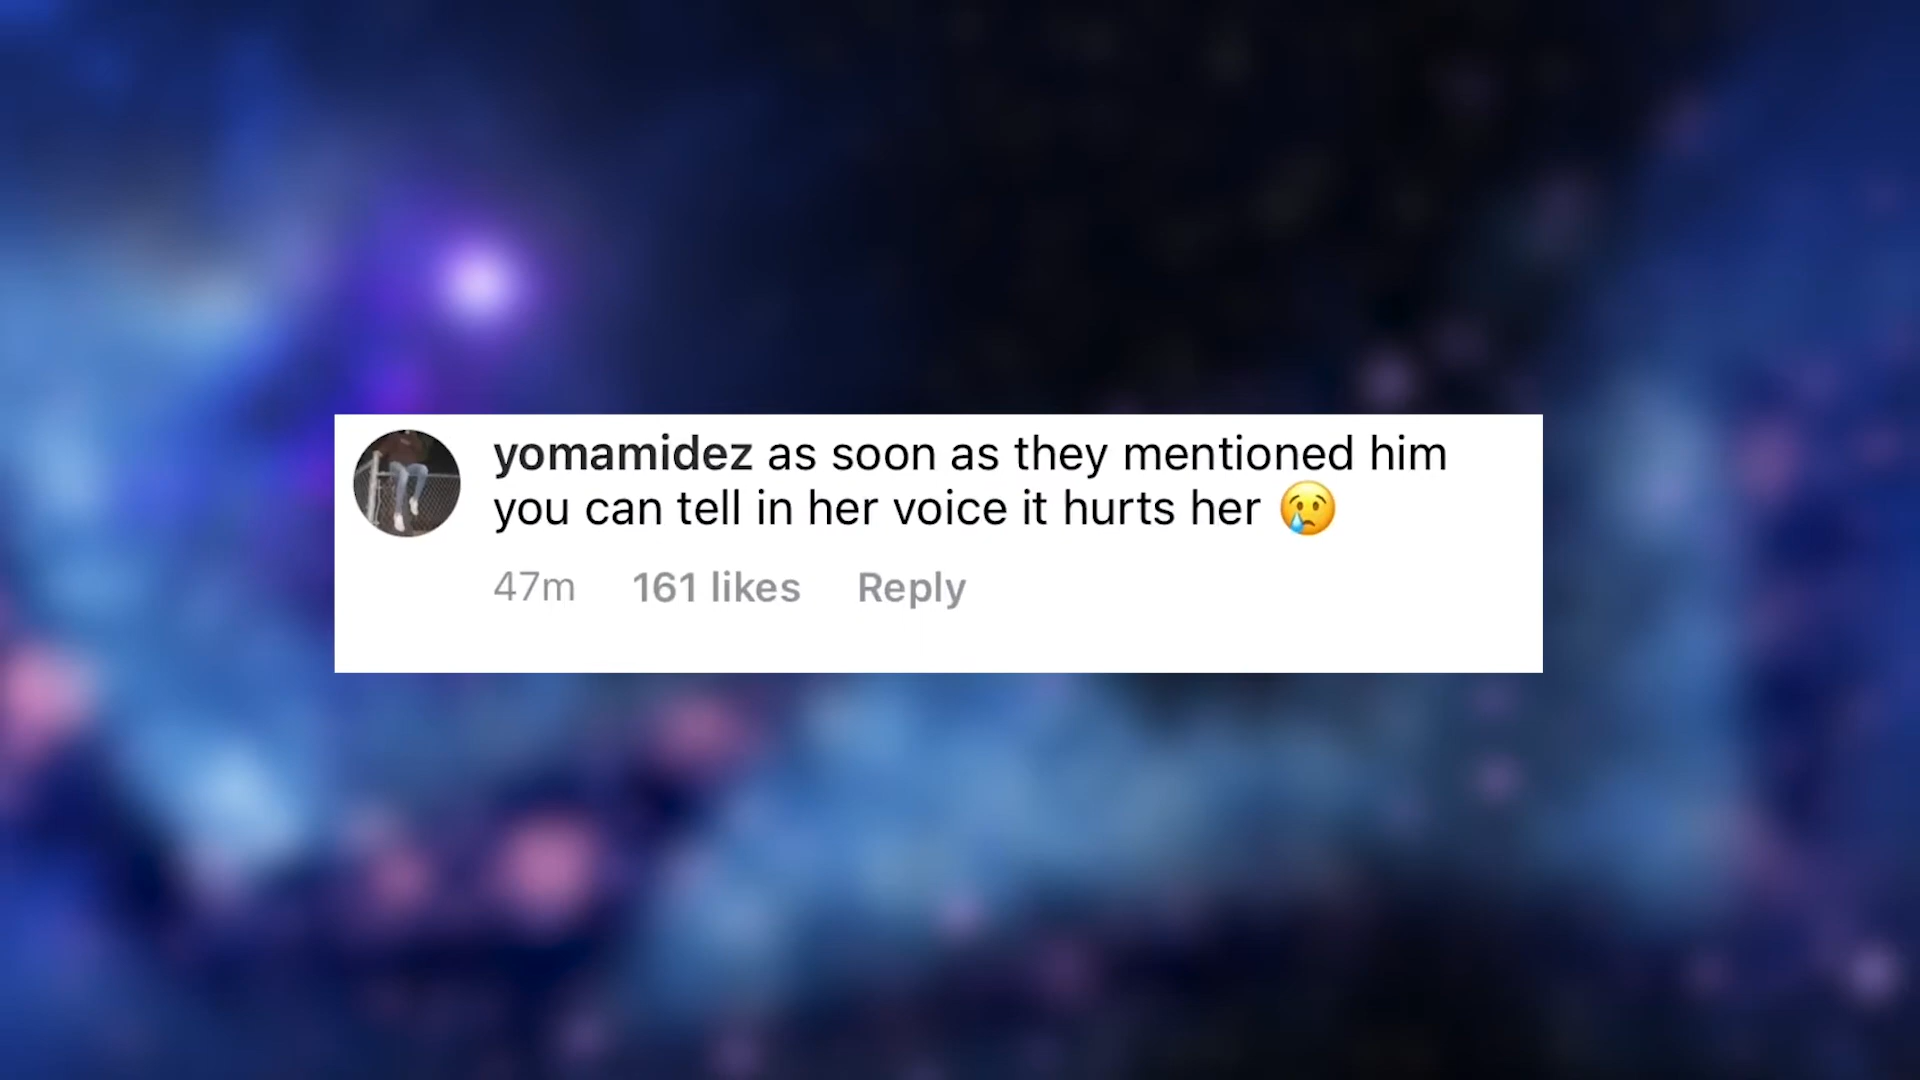 yomamidez as soon as they mentioned him
you can tell in her voice it hurts her 😢
47m 161 likes Reply